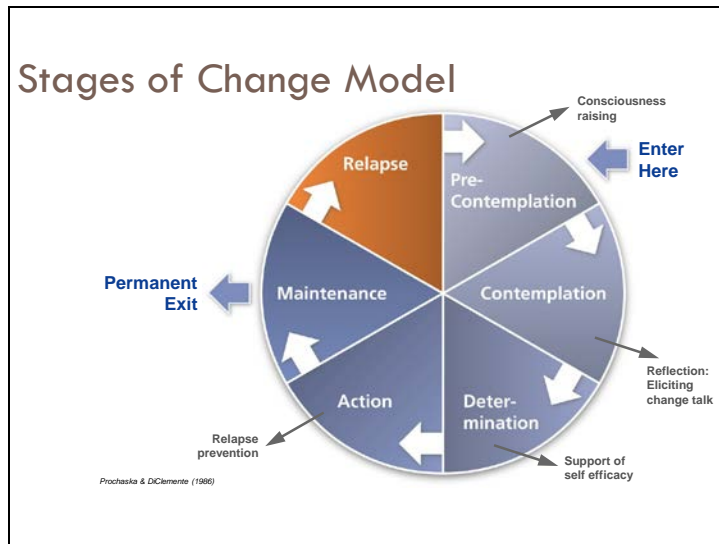 Stages of Change Model
Consciousness
raising
Enter
Here
Relapse
Pre-
Contemplation
Permanent
Exit
Maintenance
Contemplation
Reflection:
Eliciting
change talk
Action
Deter-
mination
Relapse
prevention
Support of
self efficacy
Prochaska & DiClemente (1986)